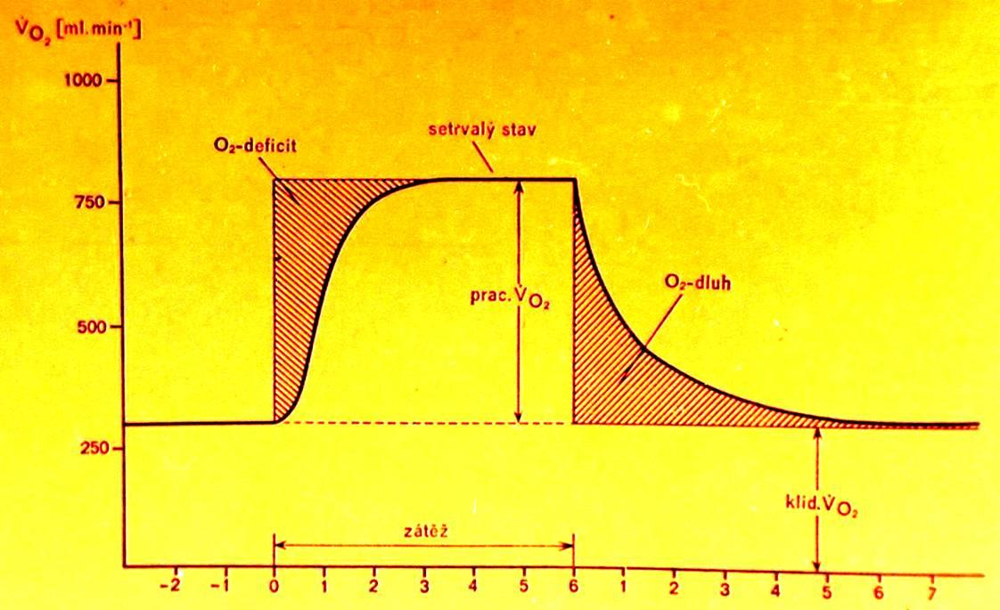 V̇O₂ [ml.min⁻¹]
1000
750
500
250
O₂-deficit
setrvalý stav
prac. V̇O₂
O₂-dluh
klid. V̇O₂
zátěž
-2 -1 0 1 2 3 4 5 6 1 2 3 4 5 6 7